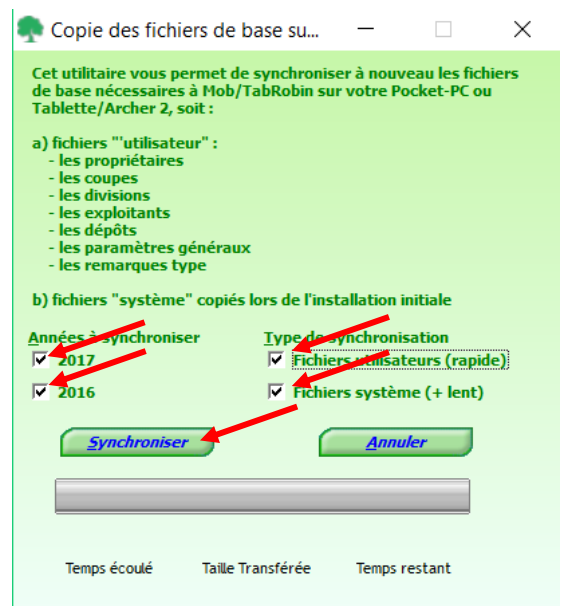 Copie des fichiers de base su...
Cet utilitaire vous permet de synchroniser à nouveau les fichiers
de base nécessaires à Mob/TabRobin sur votre Pocket-PC ou
Tablette/Archer 2, soit :
a) fichiers "'utilisateur" :
- les propriétaires
- les coupes
- les divisions
- les exploitants
- les dépôts
- les paramètres généraux
- les remarques type
b) fichiers "système" copiés lors de l'installation initiale
Années à synchroniser Type de synchronisation
2017 Fichiers utilisateurs (rapide)
2016 Fichiers système (+ lent)
Synchroniser Annuler
Temps écoulé Taille Transférée Temps restant